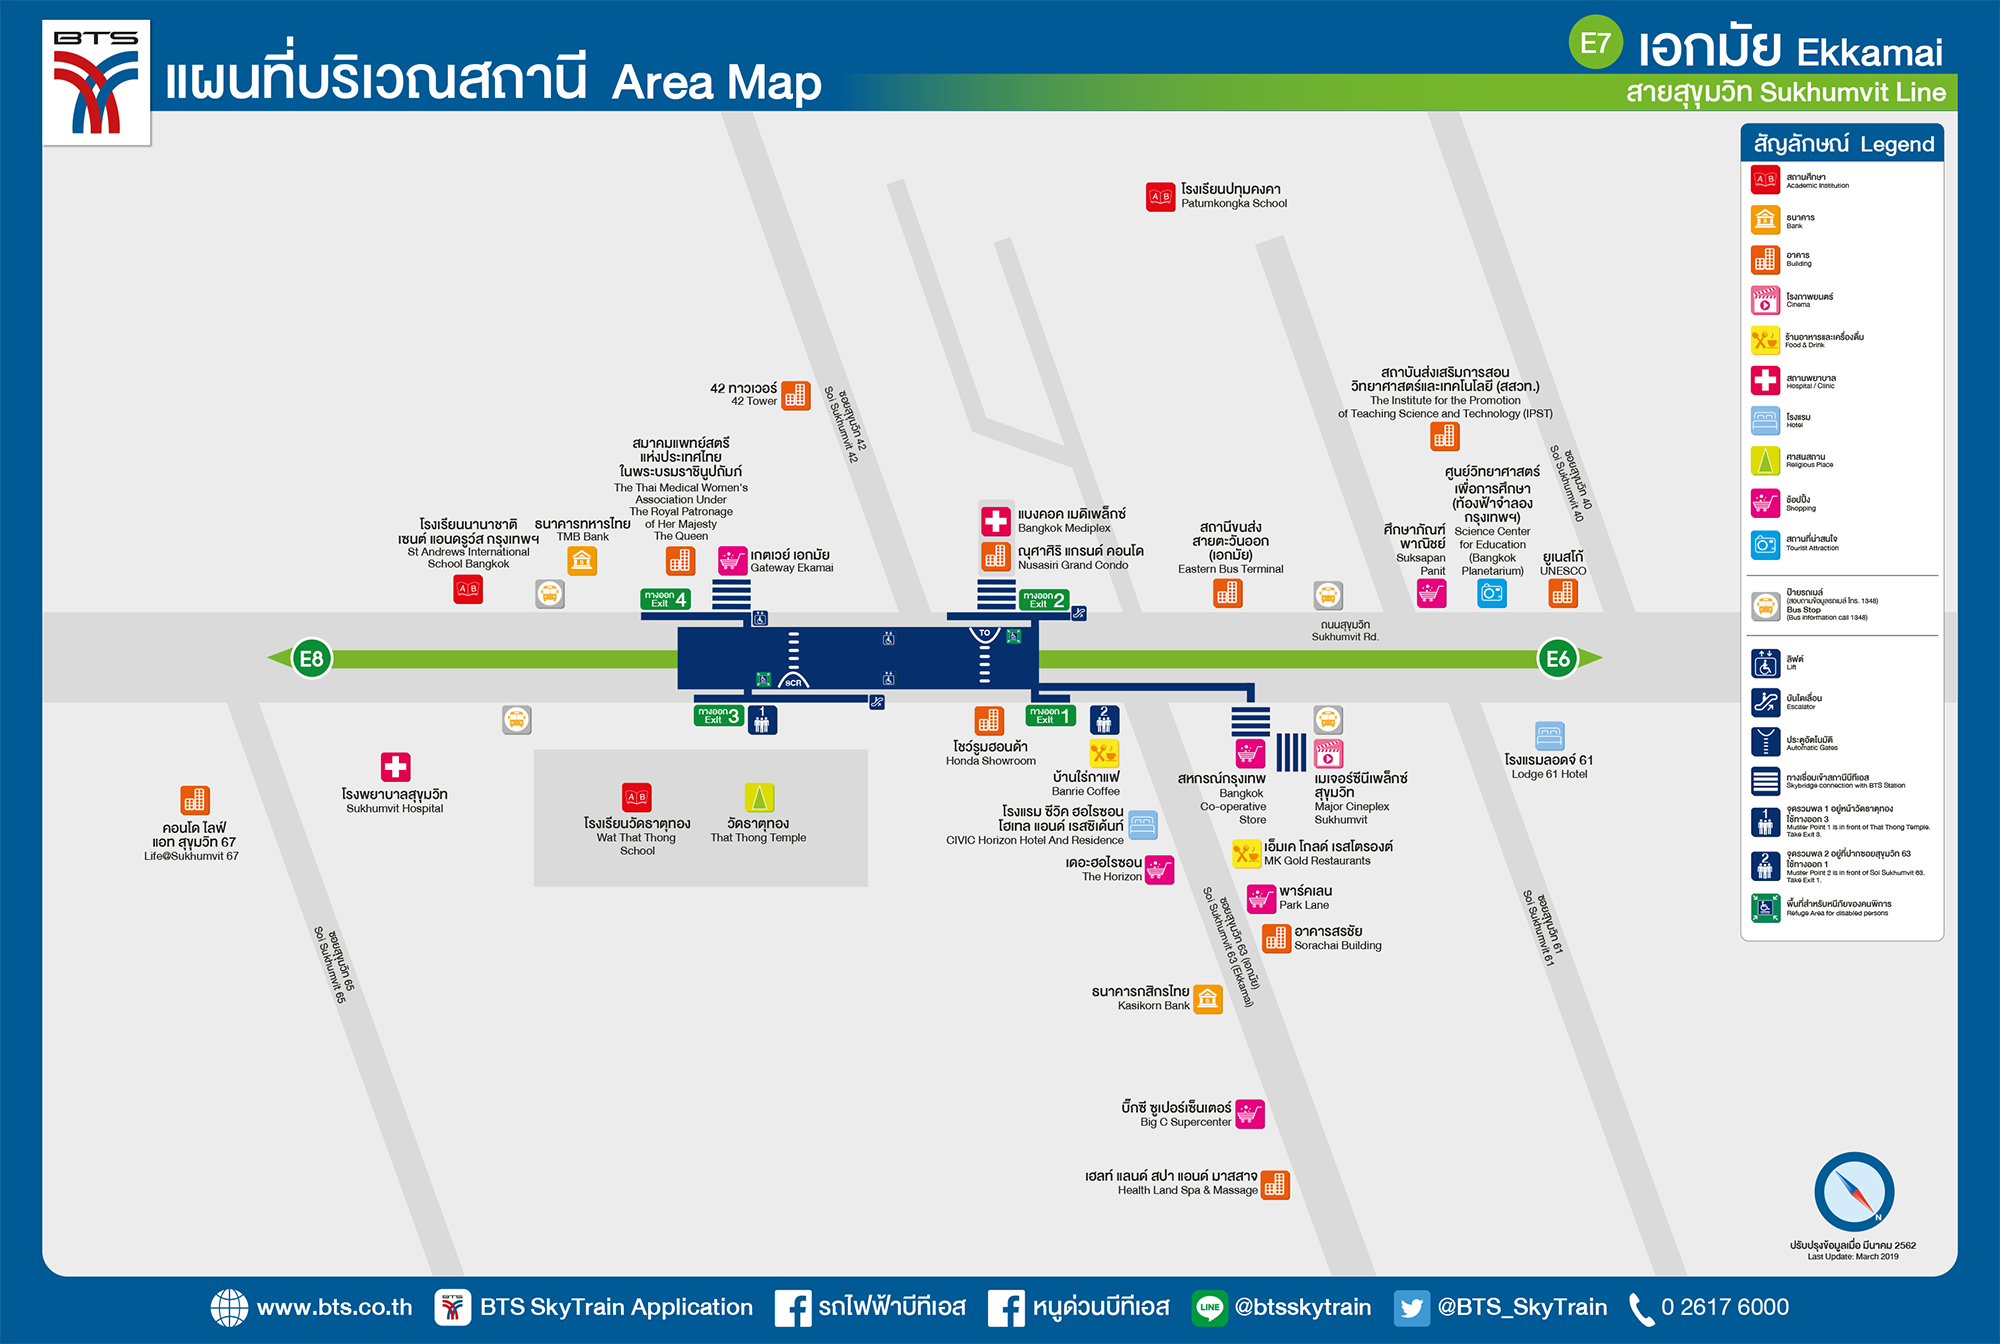 BTS
แผนที่บริเวณสถานี Area Map
E7 เอกมัย Ekkamai
สายสุขุมวิท Sukhumvit Line
สัญลักษณ์ Legend
สถานศึกษา
Academic Institution
ธนาคาร
Bank
อาคาร
Building
โรงภาพยนตร์
Cinema
ร้านอาหารและเครื่องดื่ม
Food & Drink
สถานพยาบาล
Hospital / Clinic
โรงแรม
Hotel
ศาสนสถาน
Religious Place
ช้อปปิ้ง
Shopping
สถานที่น่าสนใจ
Tourist Attraction
ป้ายรถเมล์
(สอบถามข้อมูลรถเมล์ โทร. 1348)
Bus Stop
(Bus information call 1348)
ลิฟต์
Lift
บันไดเลื่อน
Escalator
ประตูอัตโนมัติ
Automatic Gates
ทางเชื่อมเข้าสถานีบีทีเอส
Skybridge connection with BTS Station
1
จุดรวมพล 1 อยู่หน้าวัดธาตุทอง
ใช้ทางออก 3
Muster Point 1 is in front of That Thong Temple.
Take Exit 3.
2
จุดรวมพล 2 อยู่ที่ปากซอยสุขุมวิท 63
ใช้ทางออก 1
Muster Point 2 is in front of Soi Sukhumvit 63.
Take Exit 1.
พื้นที่สำหรับหนีภัยของคนพิการ
Refuge Area for disabled persons
โรงเรียนปทุมคงคา
Patumkongka School
42 ทาวเวอร์
42 Tower
ซอยสุขุมวิท 42
Soi Sukhumvit 42
สถาบันส่งเสริมการสอน
วิทยาศาสตร์และเทคโนโลยี (สสวท.)
The Institute for the Promotion
of Teaching Science and Technology (IPST)
ซอยสุขุมวิท 40
Soi Sukhumvit 40
สมาคมแพทย์สตรี
แห่งประเทศไทย
ในพระบรมราชินูปถัมภ์
The Thai Medical Women's
Association Under
The Royal Patronage
of Her Majesty
The Queen
โรงเรียนนานาชาติ
เซนต์ แอนดรูว์ส กรุงเทพฯ
St Andrews International
School Bangkok
ธนาคารทหารไทย
TMB Bank
เกตเวย์ เอกมัย
Gateway Ekamai
แบงคอค เมดิเพล็กซ์
Bangkok Mediplex
ณุศาศิริ แกรนด์ คอนโด
Nusasiri Grand Condo
สถานีขนส่ง
สายตะวันออก
(เอกมัย)
Eastern Bus Terminal
ศึกษาภัณฑ์
พาณิชย์
Suksapan
Panit
ศูนย์วิทยาศาสตร์
เพื่อการศึกษา
(ท้องฟ้าจำลอง
กรุงเทพฯ)
Science Center
for Education
(Bangkok
Planetarium)
ยูเนสโก้
UNESCO
ทางออก
Exit 4
ทางออก
Exit 2
ถนนสุขุมวิท
Sukhumvit Rd.
TO
SCR
E8
E6
ทางออก
Exit 3
1
ทางออก
Exit 1
2
โชว์รูมฮอนด้า
Honda Showroom
บ้านไร่กาแฟ
Banrie Coffee
สหกรณ์กรุงเทพ
Bangkok
Co-operative
Store
เมเจอร์ซีนีเพล็กซ์
สุขุมวิท
Major Cineplex
Sukhumvit
โรงแรมลอดจ์ 61
Lodge 61 Hotel
คอนโด ไลฟ์
แอท สุขุมวิท 67
Life@Sukhumvit 67
โรงพยาบาลสุขุมวิท
Sukhumvit Hospital
โรงเรียนวัดธาตุทอง
Wat That Thong
School
วัดธาตุทอง
That Thong Temple
โรงแรม ซีวิค ฮอไรซอน
โฮเทล แอนด์ เรสซิเด้นท์
CIVIC Horizon Hotel And Residence
เดอะฮอไรซอน
The Horizon
เอ็มเค โกลด์ เรสโตรองต์
MK Gold Restaurants
พาร์คเลน
Park Lane
อาคารสรชัย
Sorachai Building
ซอยสุขุมวิท 65
Soi Sukhumvit 65
ซอยสุขุมวิท 63 (เอกมัย)
Soi Sukhumvit 63 (Ekkamai)
ซอยสุขุมวิท 61
Soi Sukhumvit 61
ธนาคารกสิกรไทย
Kasikorn Bank
บิ๊กซี ซูเปอร์เซ็นเตอร์
Big C Supercenter
เฮลท์ แลนด์ สปา แอนด์ มาสสาจ
Health Land Spa & Massage
N
ปรับปรุงข้อมูลเมื่อ มีนาคม 2562
Last Update: March 2019
www.bts.co.th BTS SkyTrain Application รถไฟฟ้าบีทีเอส หนูด่วนบีทีเอส LINE @btsskytrain @BTS_SkyTrain 0 2617 6000